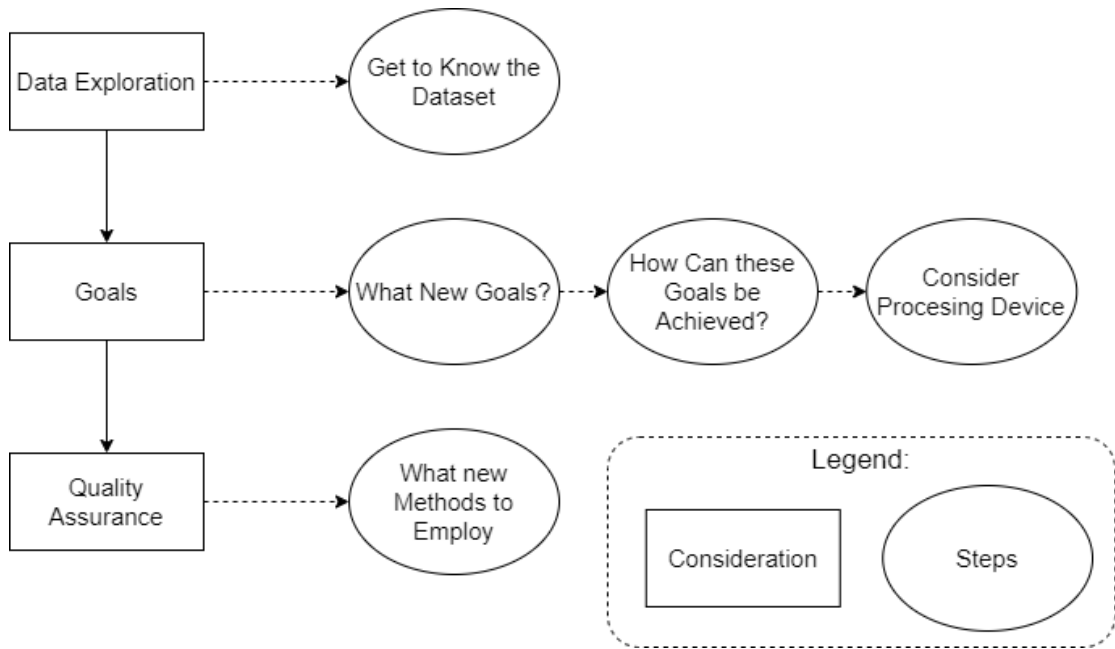 Data Exploration
Get to Know the
Dataset
Goals
What New Goals?
How Can these
Goals be
Achieved?
Consider
Procesing Device
Quality
Assurance
What new
Methods to
Employ
Legend:
Consideration
Steps